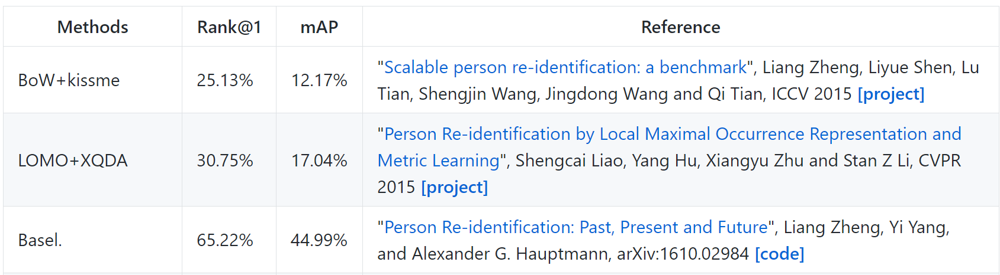 Methods Rank@1 mAP Reference
BoW+kissme 25.13% 12.17% "Scalable person re-identification: a benchmark", Liang Zheng, Liyue Shen, Lu
Tian, Shengjin Wang, Jingdong Wang and Qi Tian, ICCV 2015 [project]
LOMO+XQDA 30.75% 17.04% "Person Re-identification by Local Maximal Occurrence Representation and
Metric Learning", Shengcai Liao, Yang Hu, Xiangyu Zhu and Stan Z Li, CVPR
2015 [project]
Basel. 65.22% 44.99% "Person Re-identification: Past, Present and Future", Liang Zheng, Yi Yang,
and Alexander G. Hauptmann, arXiv:1610.02984 [code]